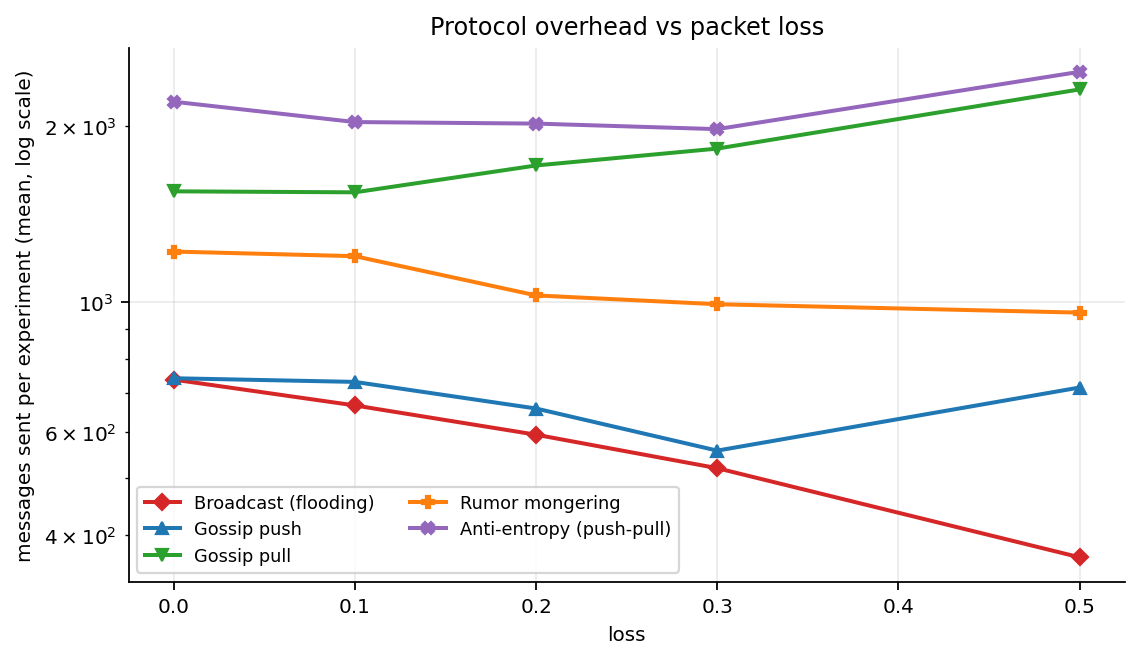 Protocol overhead vs packet loss
messages sent per experiment (mean, log scale)
2 × 10³
10³
6 × 10²
4 × 10²
Broadcast (flooding)
Gossip push
Gossip pull
Rumor mongering
Anti-entropy (push-pull)
0.0 0.1 0.2 0.3 0.4 0.5
loss